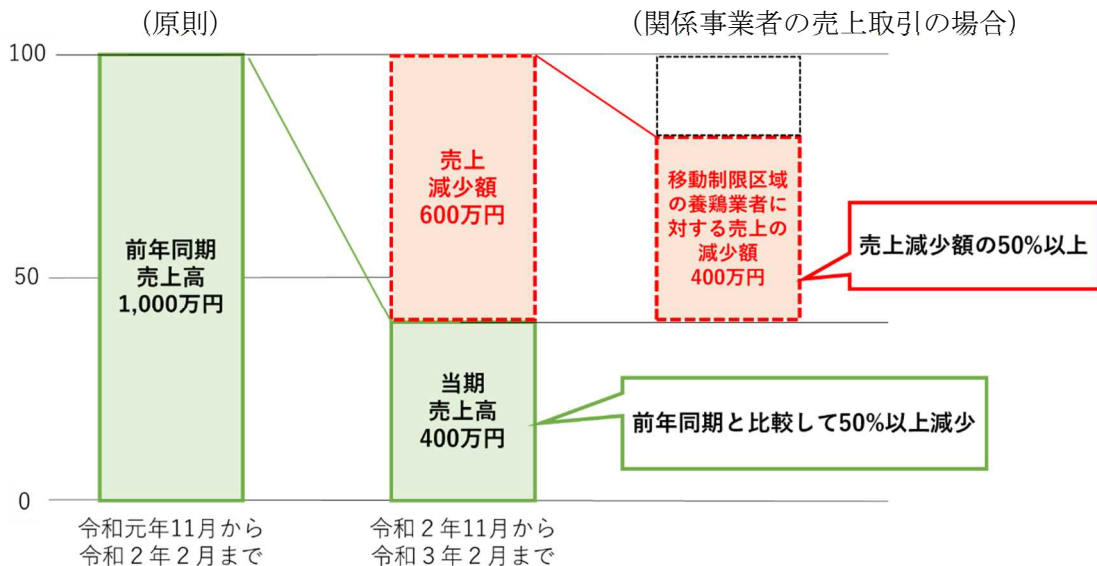 （原則）
（関係事業者の売上取引の場合）
100
売上
減少額
600万円
移動制限区域
の養鶏業者に
対する売上の
減少額
400万円
売上減少額の50%以上
前年同期
売上高
1,000万円
50
当期
売上高
400万円
前年同期と比較して50%以上減少
0
令和元年11月から
令和２年２月まで
令和２年11月から
令和３年２月まで